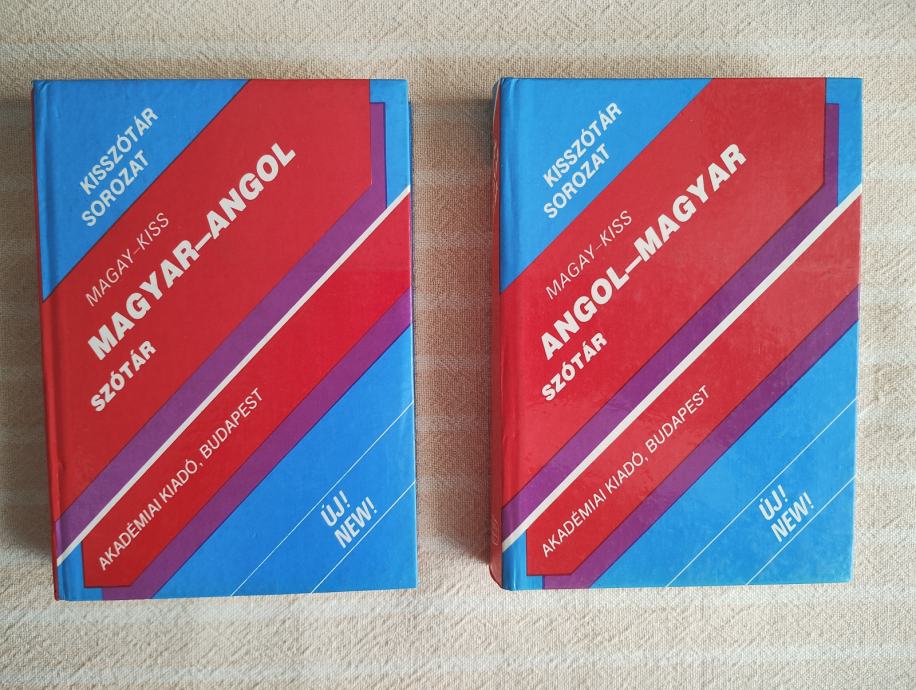 KISSZÓTÁR
SOROZAT
MAGAY–KISS
MAGYAR–ANGOL
SZÓTÁR
AKADÉMIAI KIADÓ, BUDAPEST
ÚJ!
NEW!
KISSZÓTÁR
SOROZAT
MAGAY–KISS
ANGOL–MAGYAR
SZÓTÁR
AKADÉMIAI KIADÓ, BUDAPEST
ÚJ!
NEW!